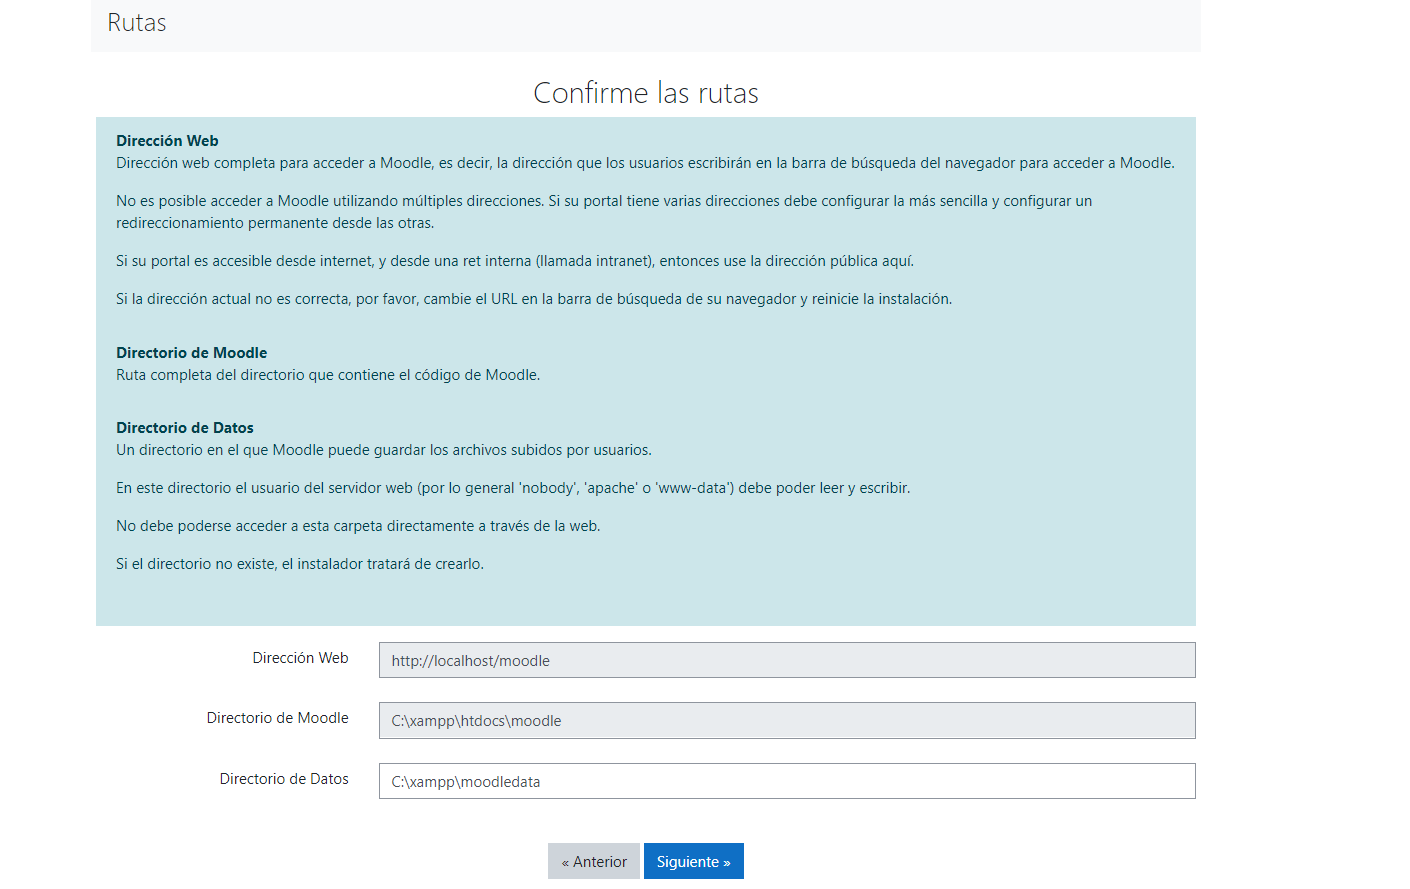 Rutas
Confirme las rutas
Dirección Web
Dirección web completa para acceder a Moodle, es decir, la dirección que los usuarios escribirán en la barra de búsqueda del navegador para acceder a Moodle.
No es posible acceder a Moodle utilizando múltiples direcciones. Si su portal tiene varias direcciones debe configurar la más sencilla y configurar un
redireccionamiento permanente desde las otras.
Si su portal es accesible desde internet, y desde una ret interna (llamada intranet), entonces use la dirección pública aquí.
Si la dirección actual no es correcta, por favor, cambie el URL en la barra de búsqueda de su navegador y reinicie la instalación.
Directorio de Moodle
Ruta completa del directorio que contiene el código de Moodle.
Directorio de Datos
Un directorio en el que Moodle puede guardar los archivos subidos por usuarios.
En este directorio el usuario del servidor web (por lo general 'nobody', 'apache' o 'www-data') debe poder leer y escribir.
No debe poderse acceder a esta carpeta directamente a través de la web.
Si el directorio no existe, el instalador tratará de crearlo.
Dirección Web http://localhost/moodle
Directorio de Moodle C:\xampp\htdocs\moodle
Directorio de Datos C:\xampp\moodledata
« Anterior Siguiente »